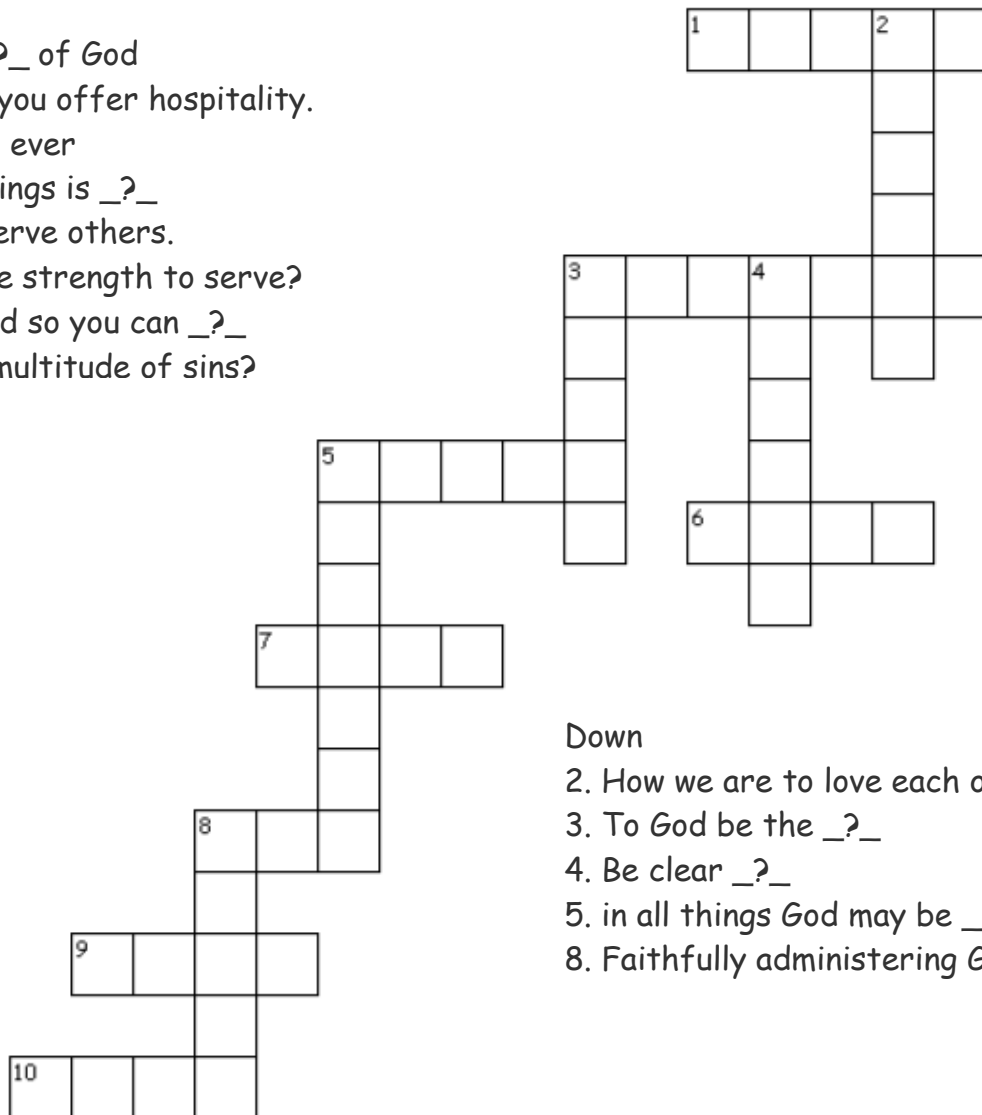 1
2
?_ of God
you offer hospitality.
ever
ings is _?_
erve others.
e strength to serve?
d so you can _?_
multitude of sins?
3
4
5
6
7
Down
2. How we are to love each o
3. To God be the _?_
4. Be clear _?_
5. in all things God may be _
8. Faithfully administering G
8
9
10